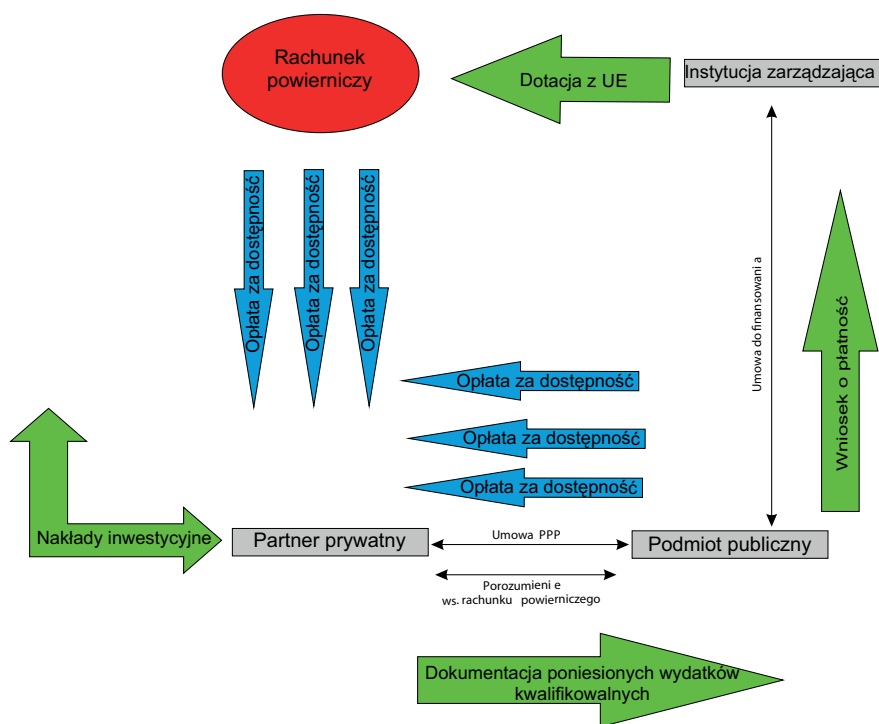 Rachunek
powierniczy
Dotacja z UE
Instytucja zarządzająca
Opłata za dostępność
Opłata za dostępność
Opłata za dostępność
Umowa do finansowani a
Wniosek o płatność
Opłata za dostępność
Opłata za dostępność
Opłata za dostępność
Nakłady inwestycyjne
Partner prywatny
Umowa PPP
Podmiot publiczny
Porozumieni e
ws. rachunku powierniczego
Dokumentacja poniesionych wydatków
kwalifikowalnych